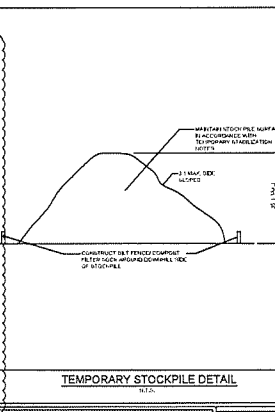 MAINTAIN STOCKPILE SURFA
IN ACCORDANCE WITH
TEMPORARY STABILIZATION
NOTES
2:1 MAX. SIDE
SLOPES
CONSTRUCT SILT FENCE/COMPOST
FILTER SOCK AROUND DOWNHILL SIDE
OF STOCKPILE
TEMPORARY STOCKPILE DETAIL
N.T.S.